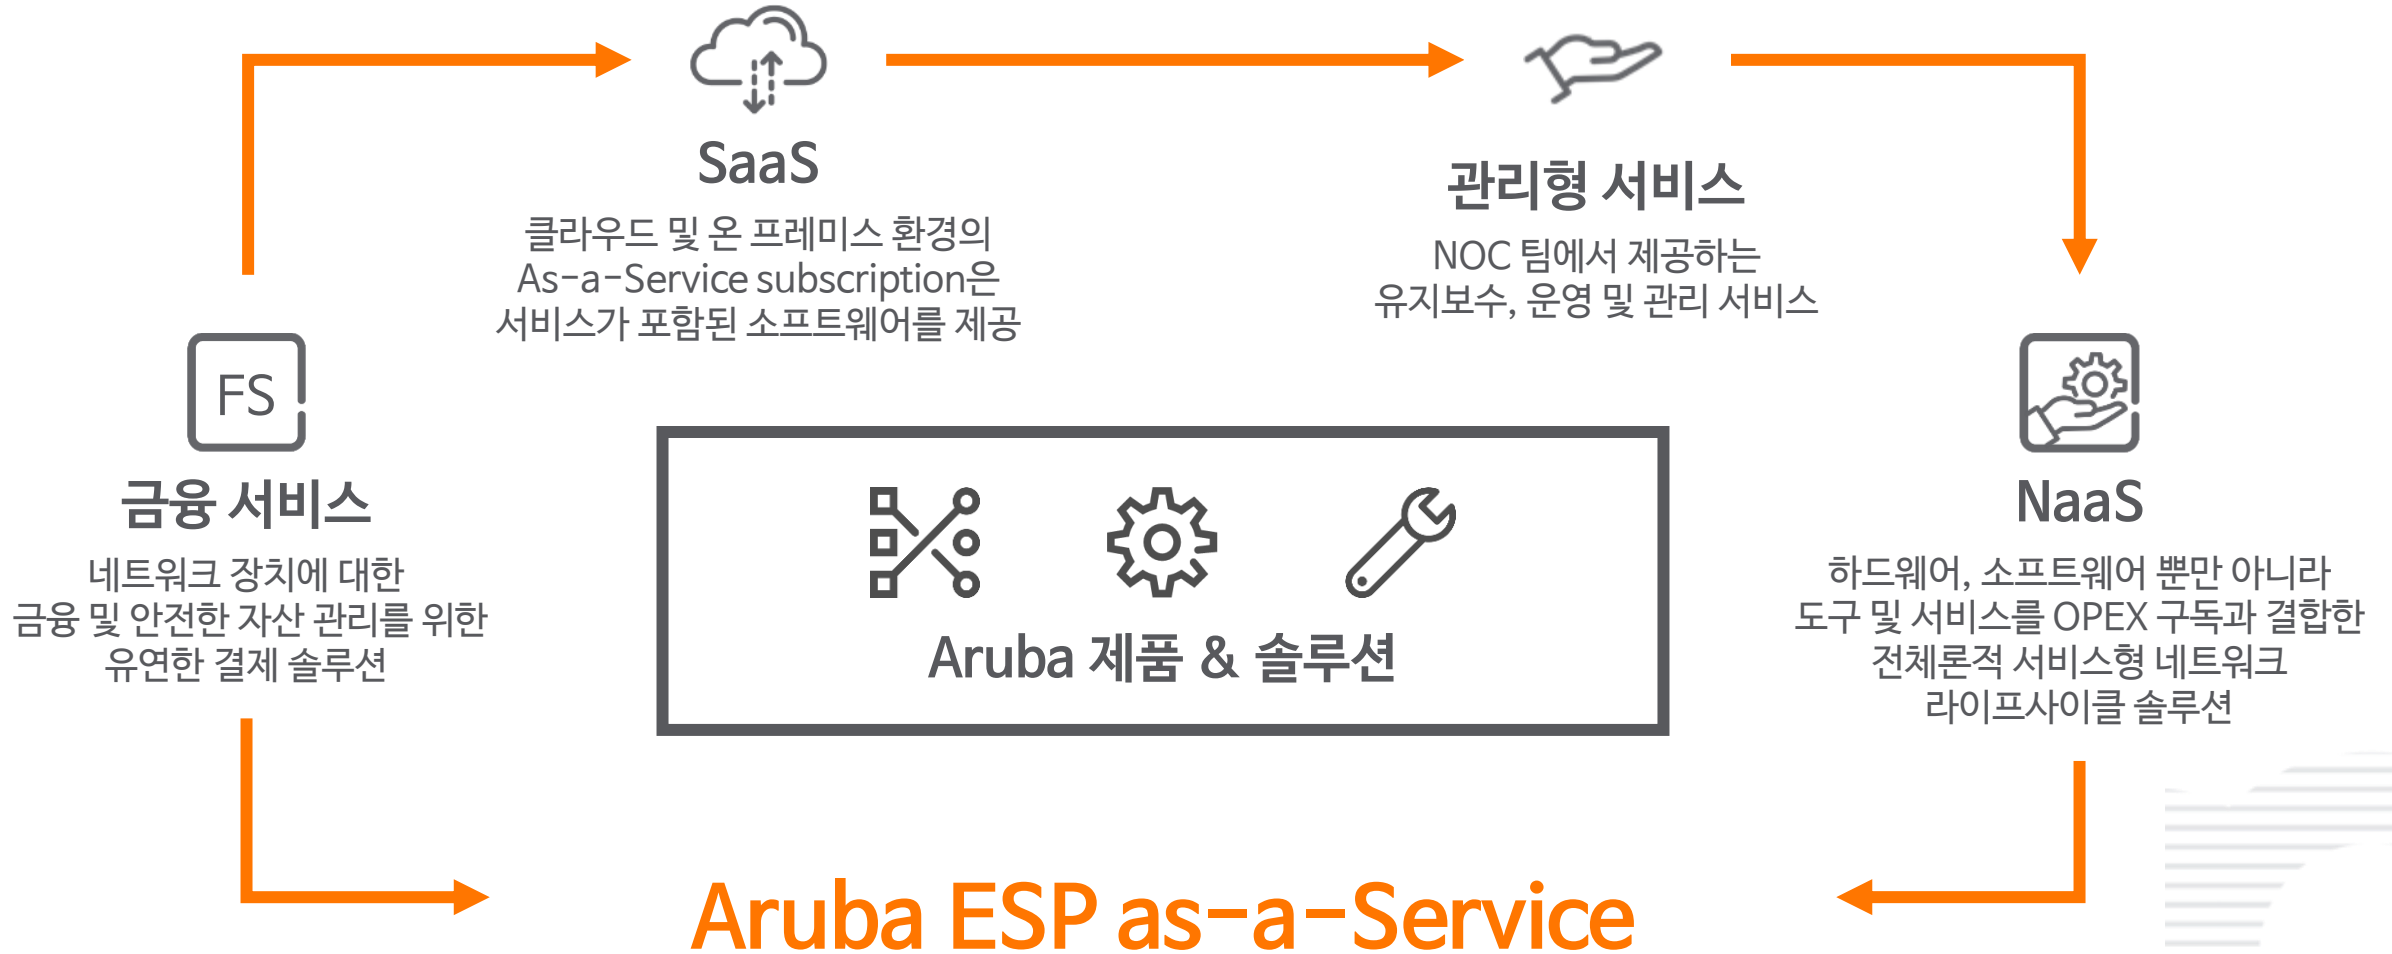 SaaS
클라우드 및 온 프레미스 환경의
As-a-Service subscription은
서비스가 포함된 소프트웨어를 제공
관리형 서비스
NOC 팀에서 제공하는
유지보수, 운영 및 관리 서비스
FS
금융 서비스
네트워크 장치에 대한
금융 및 안전한 자산 관리를 위한
유연한 결제 솔루션
Aruba 제품 & 솔루션
NaaS
하드웨어, 소프트웨어 뿐만 아니라
도구 및 서비스를 OPEX 구독과 결합한
전체론적 서비스형 네트워크
라이프사이클 솔루션
Aruba ESP as-a-Service